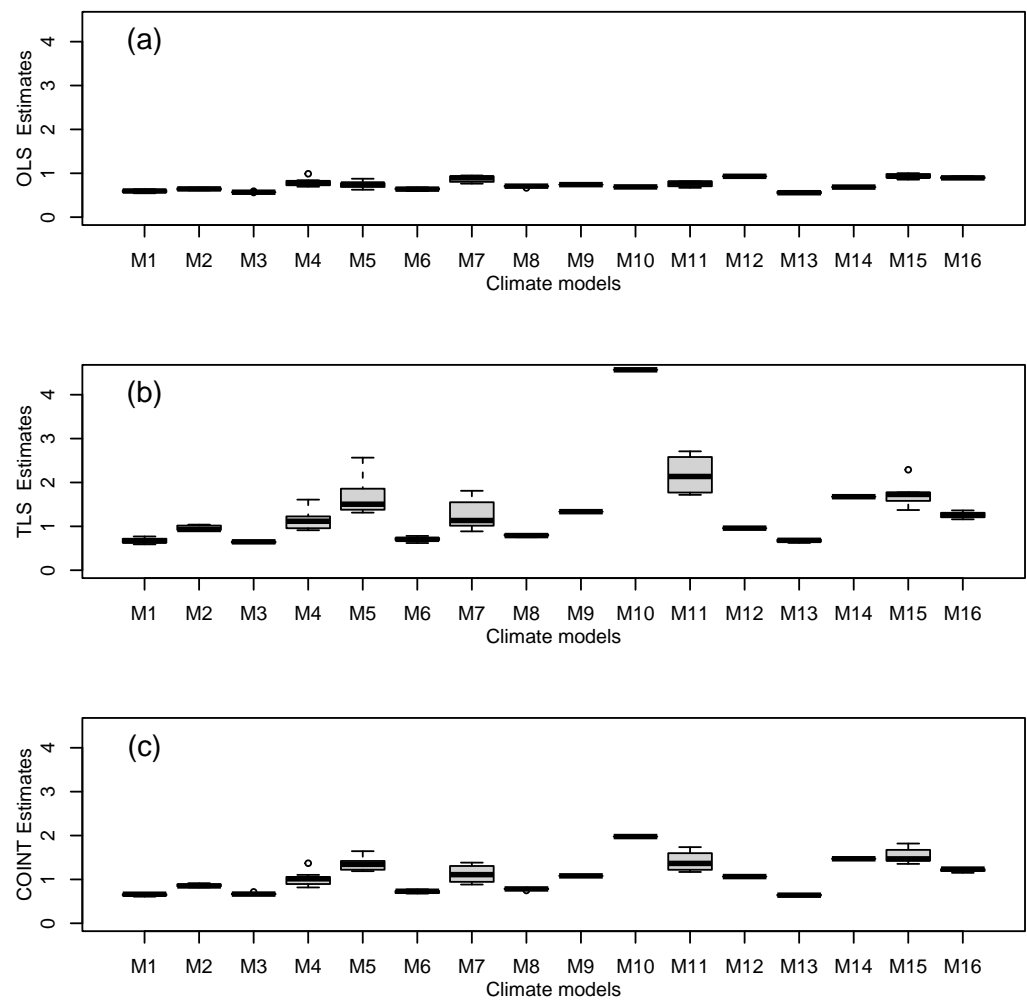 (a)
OLS Estimates
4
3
2
1
0
M1 M2 M3 M4 M5 M6 M7 M8 M9 M10 M11 M12 M13 M14 M15 M16
Climate models
(b)
TLS Estimates
4
3
2
1
0
M1 M2 M3 M4 M5 M6 M7 M8 M9 M10 M11 M12 M13 M14 M15 M16
Climate models
(c)
COINT Estimates
4
3
2
1
0
M1 M2 M3 M4 M5 M6 M7 M8 M9 M10 M11 M12 M13 M14 M15 M16
Climate models